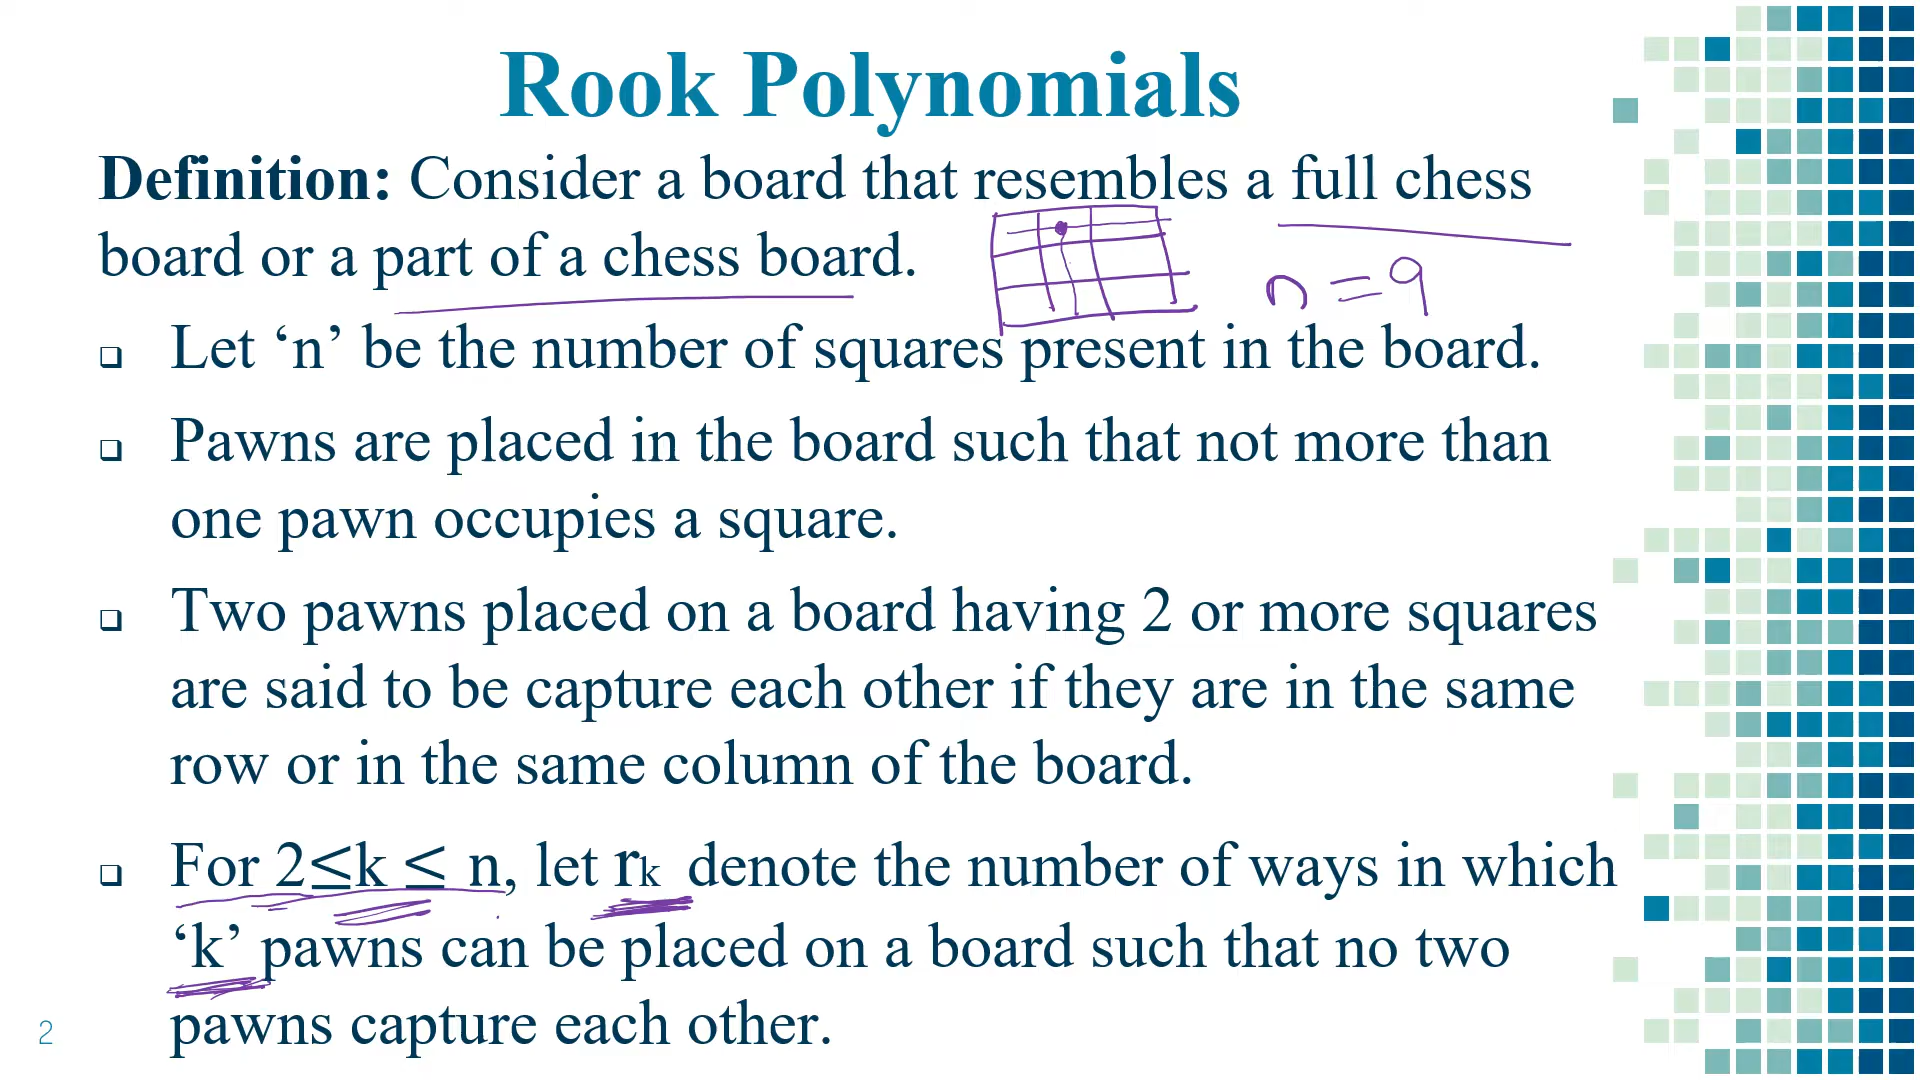 Rook Polynomials
Definition: Consider a board that resembles a full chess
board or a part of a chess board.
n = 9
❑ Let ‘n’ be the number of squares present in the board.
❑ Pawns are placed in the board such that not more than
one pawn occupies a square.
❑ Two pawns placed on a board having 2 or more squares
are said to be capture each other if they are in the same
row or in the same column of the board.
❑ For 2≤k ≤ n, let rk denote the number of ways in which
‘k’ pawns can be placed on a board such that no two
pawns capture each other.
2